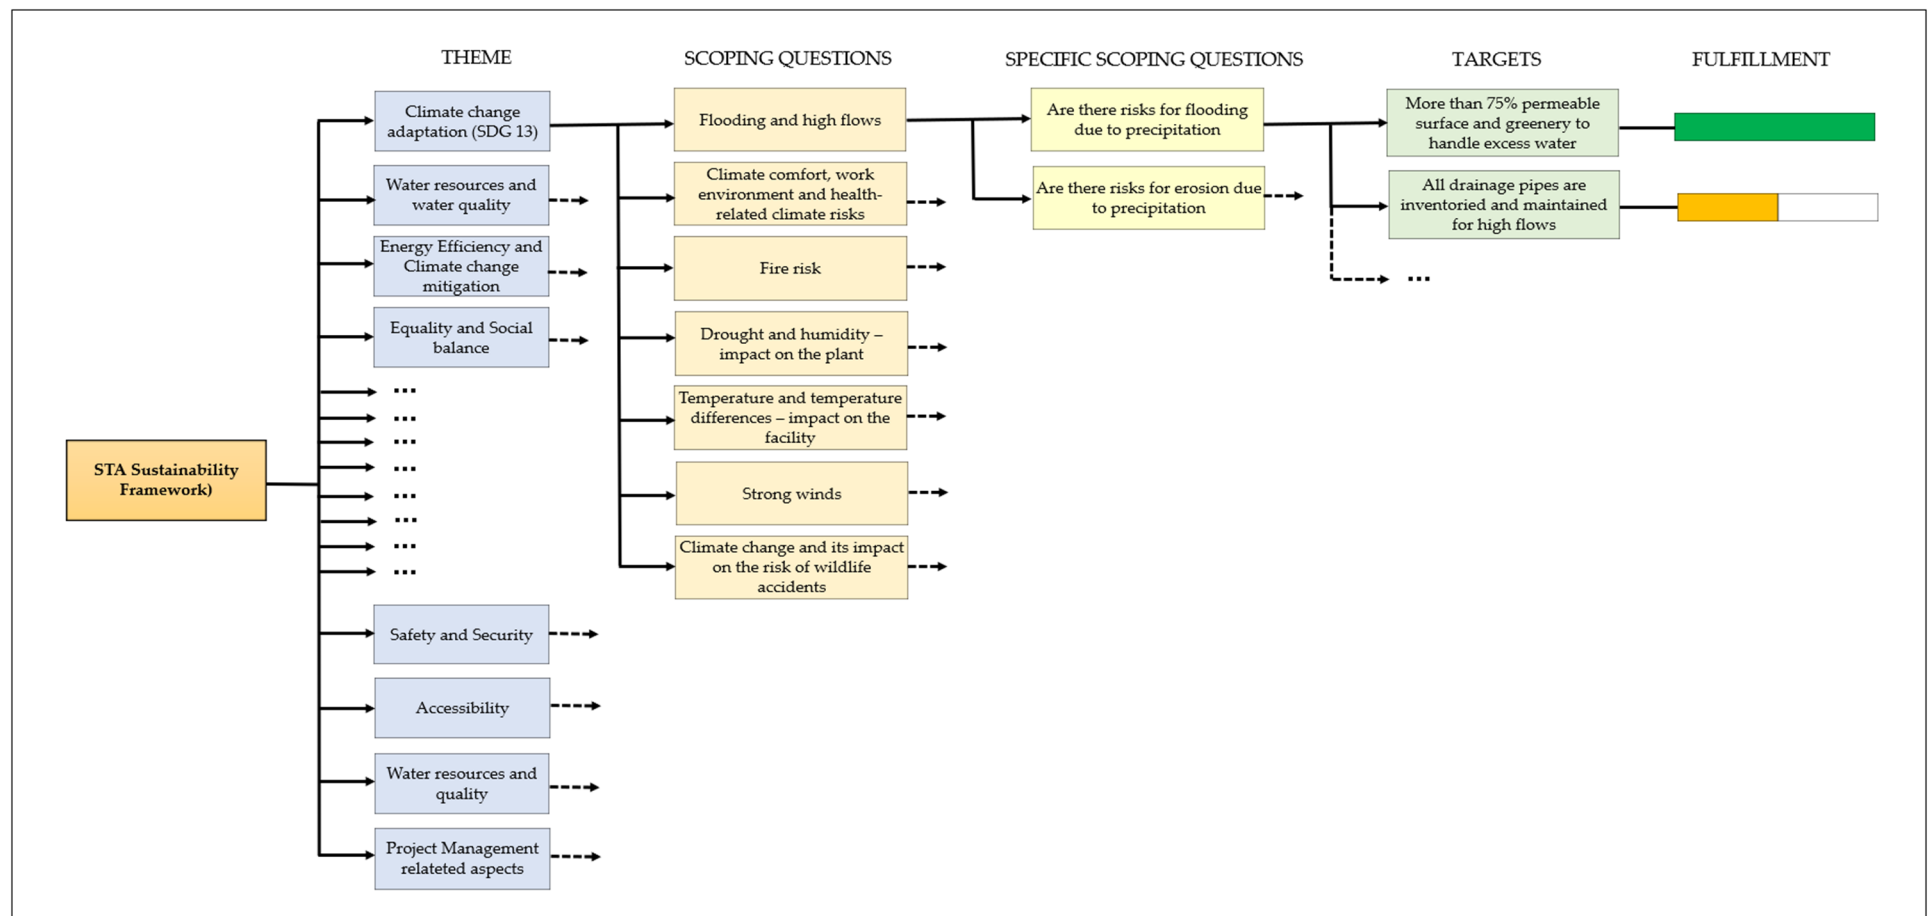 THEME
SCOPING QUESTIONS
SPECIFIC SCOPING QUESTIONS
TARGETS
FULFILLMENT
STA Sustainability
Framework)
Climate change
adaptation (SDG 13)
Water resources and
water quality
Energy Efficiency and
Climate change
mitigation
Equality and Social
balance
...
...
...
...
...
...
...
...
Safety and Security
Accessibility
Water resources and
quality
Project Management
relateted aspects
Flooding and high flows
Climate comfort, work
environment and health-
related climate risks
Fire risk
Drought and humidity –
impact on the plant
Temperature and temperature
differences – impact on the
facility
Strong winds
Climate change and its impact
on the risk of wildlife
accidents
Are there risks for flooding
due to precipitation
Are there risks for erosion due
to precipitation
More than 75% permeable
surface and greenery to
handle excess water
All drainage pipes are
inventoried and maintained
for high flows
...